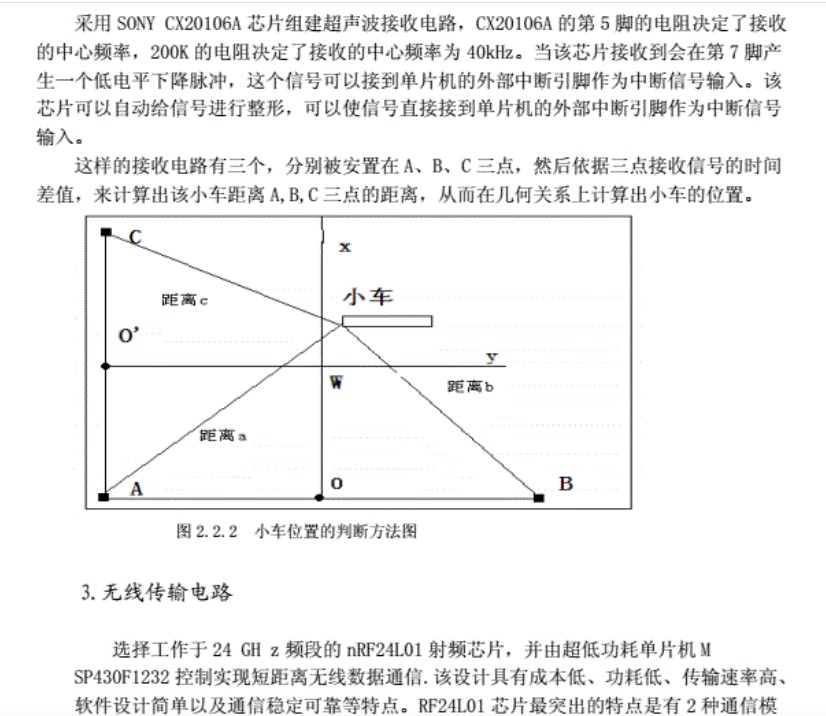 采用 SONY CX20106A 芯片组建超声波接收电路，CX20106A 的第 5 脚的电阻决定了接收
的中心频率，200K 的电阻决定了接收的中心频率为 40kHz。当该芯片接收到会在第 7 脚产
生一个低电平下降脉冲，这个信号可以接到单片机的外部中断引脚作为中断信号输入。该
芯片可以自动给信号进行整形，可以使信号直接接到单片机的外部中断引脚作为中断信号
输入。
这样的接收电路有三个，分别被安置在 A、B、C 三点，然后依据三点接收信号的时间
差值，来计算出该小车距离 A,B,C 三点的距离，从而在几何关系上计算出小车的位置。
C
x
距离c
小车
O'
y
W
距离b
距离a
A
O
B
图 2.2.2 小车位置的判断方法图
3.无线传输电路
选择工作于 24 GH z 频段的 nRF24L01 射频芯片，并由超低功耗单片机 M
SP430F1232 控制实现短距离无线数据通信.该设计具有成本低、功耗低、传输速率高、
软件设计简单以及通信稳定可靠等特点。RF24L01 芯片最突出的特点是有 2 种通信模